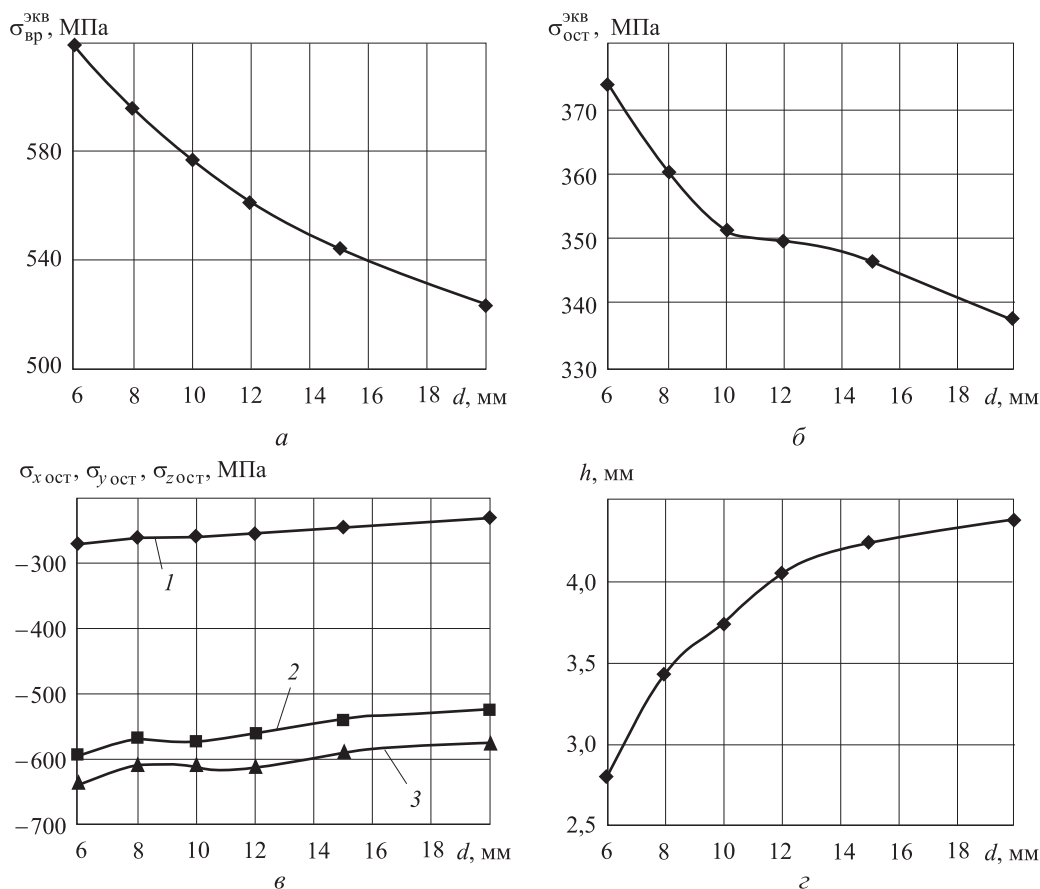 σ_вр^экв, МПа
580
540
500
6 8 10 12 14 16 18 d, мм
а
σ_ост^экв, МПа
370
360
350
340
330
6 8 10 12 14 16 18 d, мм
б
σ_x ост, σ_y ост, σ_z ост, МПа
−300
−400
−500
−600
−700
1
2
3
6 8 10 12 14 16 18 d, мм
в
h, мм
4,0
3,5
3,0
2,5
6 8 10 12 14 16 18 d, мм
г